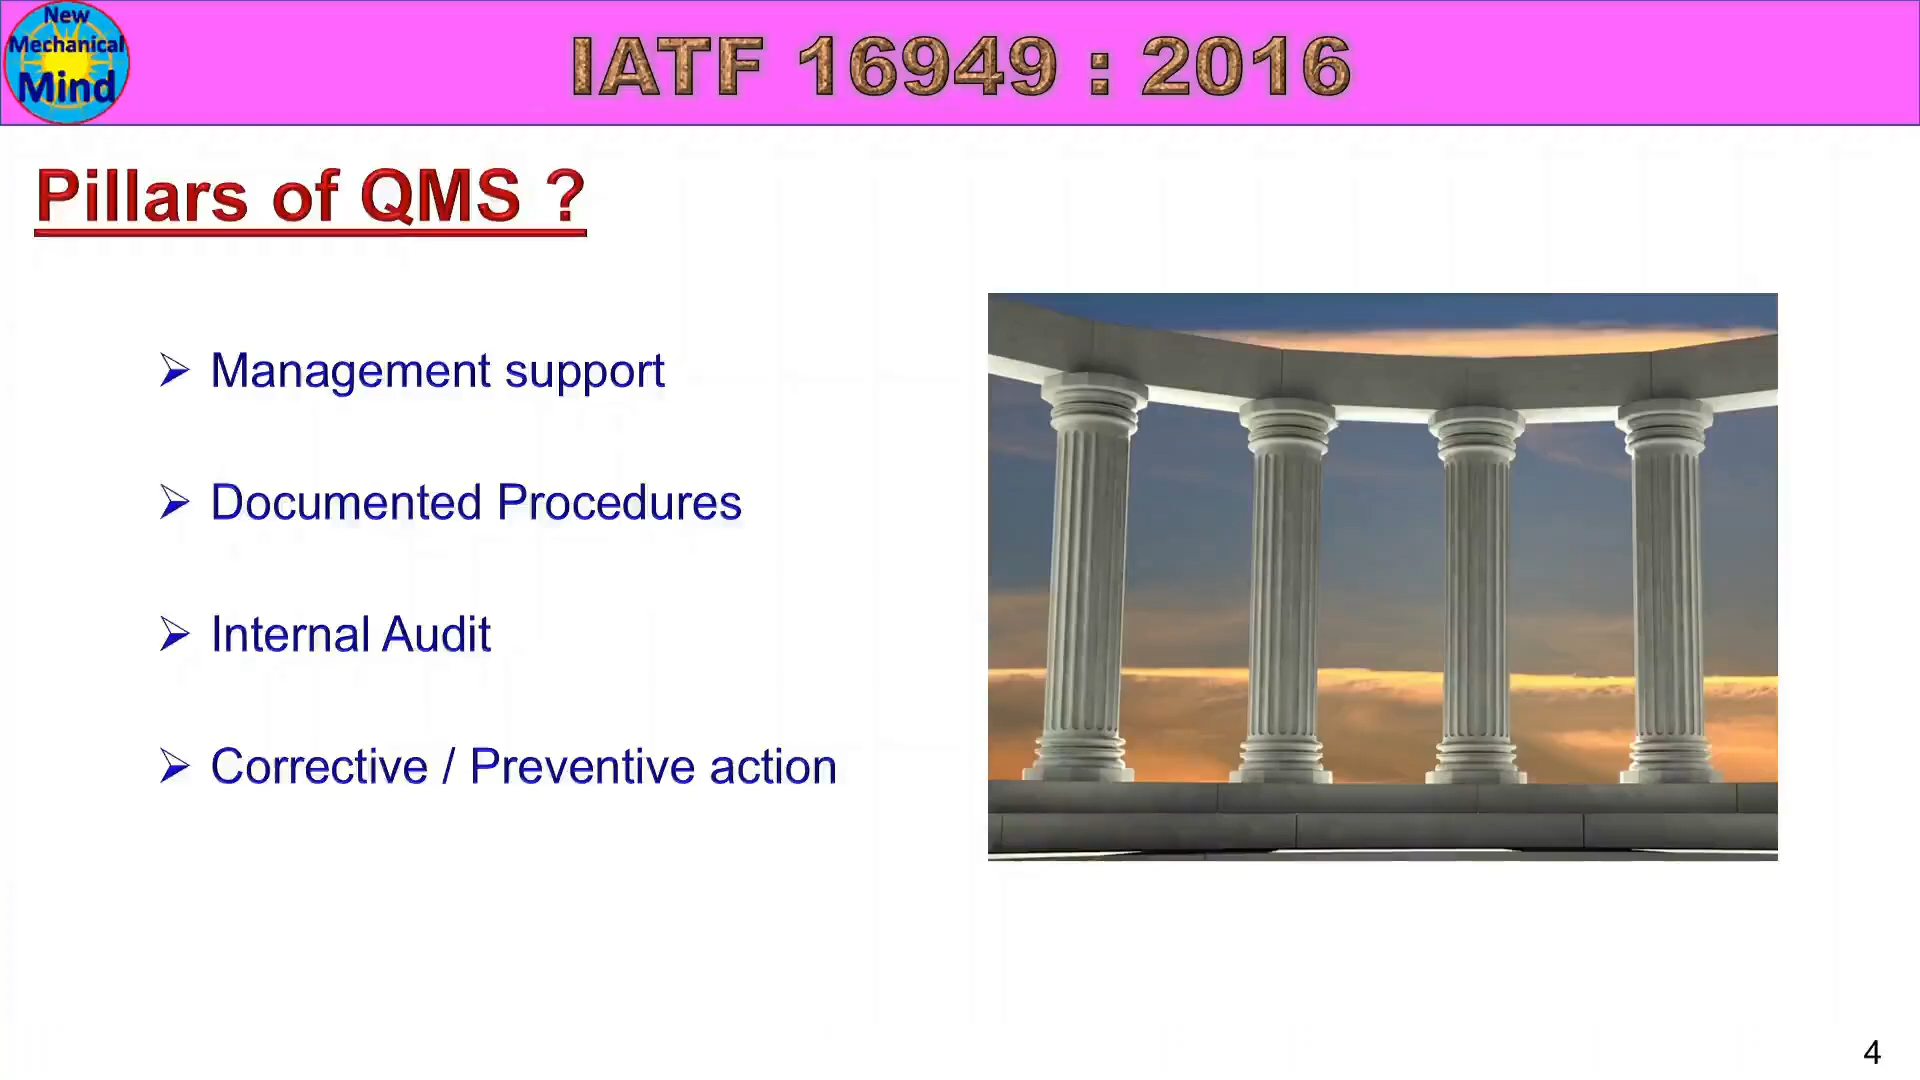 New
Mechanical
Mind
IATF 16949 : 2016
Pillars of QMS ?
Management support
Documented Procedures
Internal Audit
Corrective / Preventive action
4